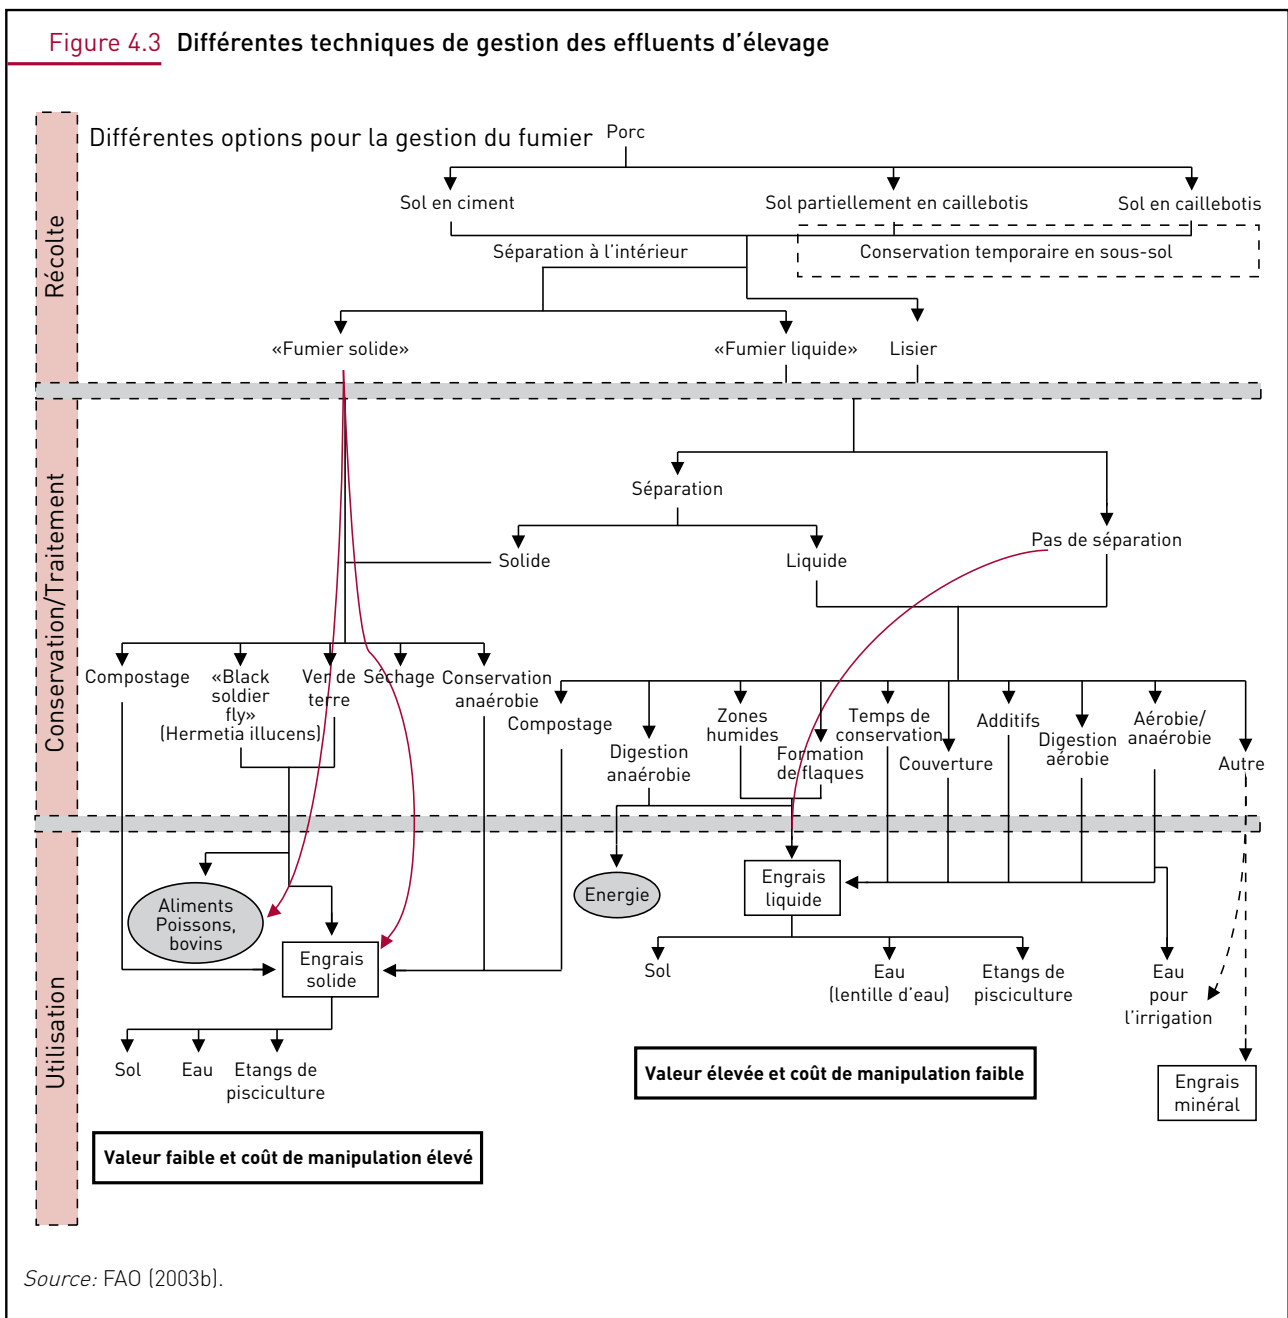 Figure 4.3 Différentes techniques de gestion des effluents d'élevage
Différentes options pour la gestion du fumier
Porc
Récolte
Sol en ciment
Sol partiellement en caillebotis
Sol en caillebotis
Séparation à l'intérieur
Conservation temporaire en sous-sol
«Fumier solide»
«Fumier liquide»
Lisier
Conservation/Traitement
Séparation
Solide
Liquide
Pas de séparation
Compostage
«Black
soldier
fly»
(Hermetia illucens)
Ver de
terre
Séchage
Conservation
anaérobie
Compostage
Digestion
anaérobie
Zones
humides
Formation
de flaques
Temps de
conservation
Couverture
Additifs
Digestion
aérobie
Aérobie/
anaérobie
Autre
Utilisation
Aliments
Poissons,
bovins
Engrais
solide
Energie
Engrais
liquide
Sol
Eau
(lentille d'eau)
Etangs de
pisciculture
Eau
pour
l'irrigation
Sol
Eau
Etangs de
pisciculture
Valeur élevée et coût de manipulation faible
Engrais
minéral
Valeur faible et coût de manipulation élevé
Source: FAO (2003b).